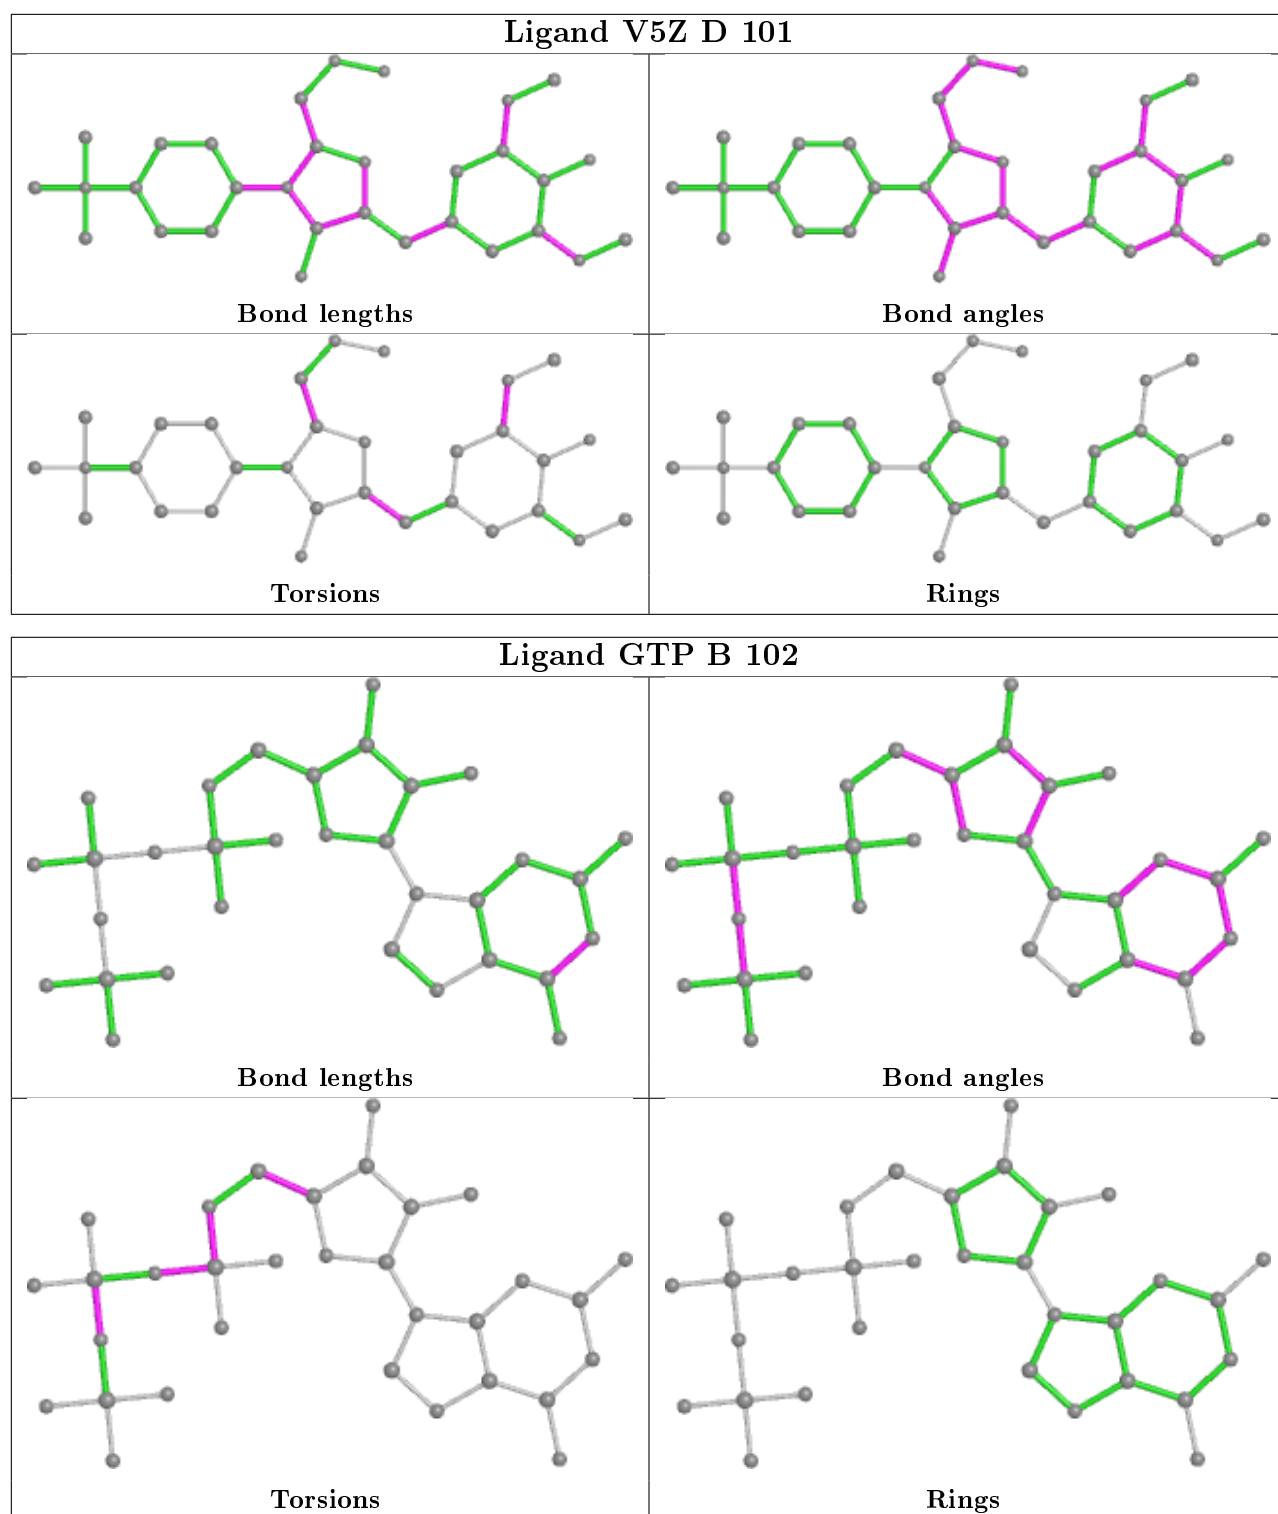 Ligand V5Z D 101
Bond lengths
Bond angles
Torsions
Rings
Ligand GTP B 102
Bond lengths
Bond angles
Torsions
Rings